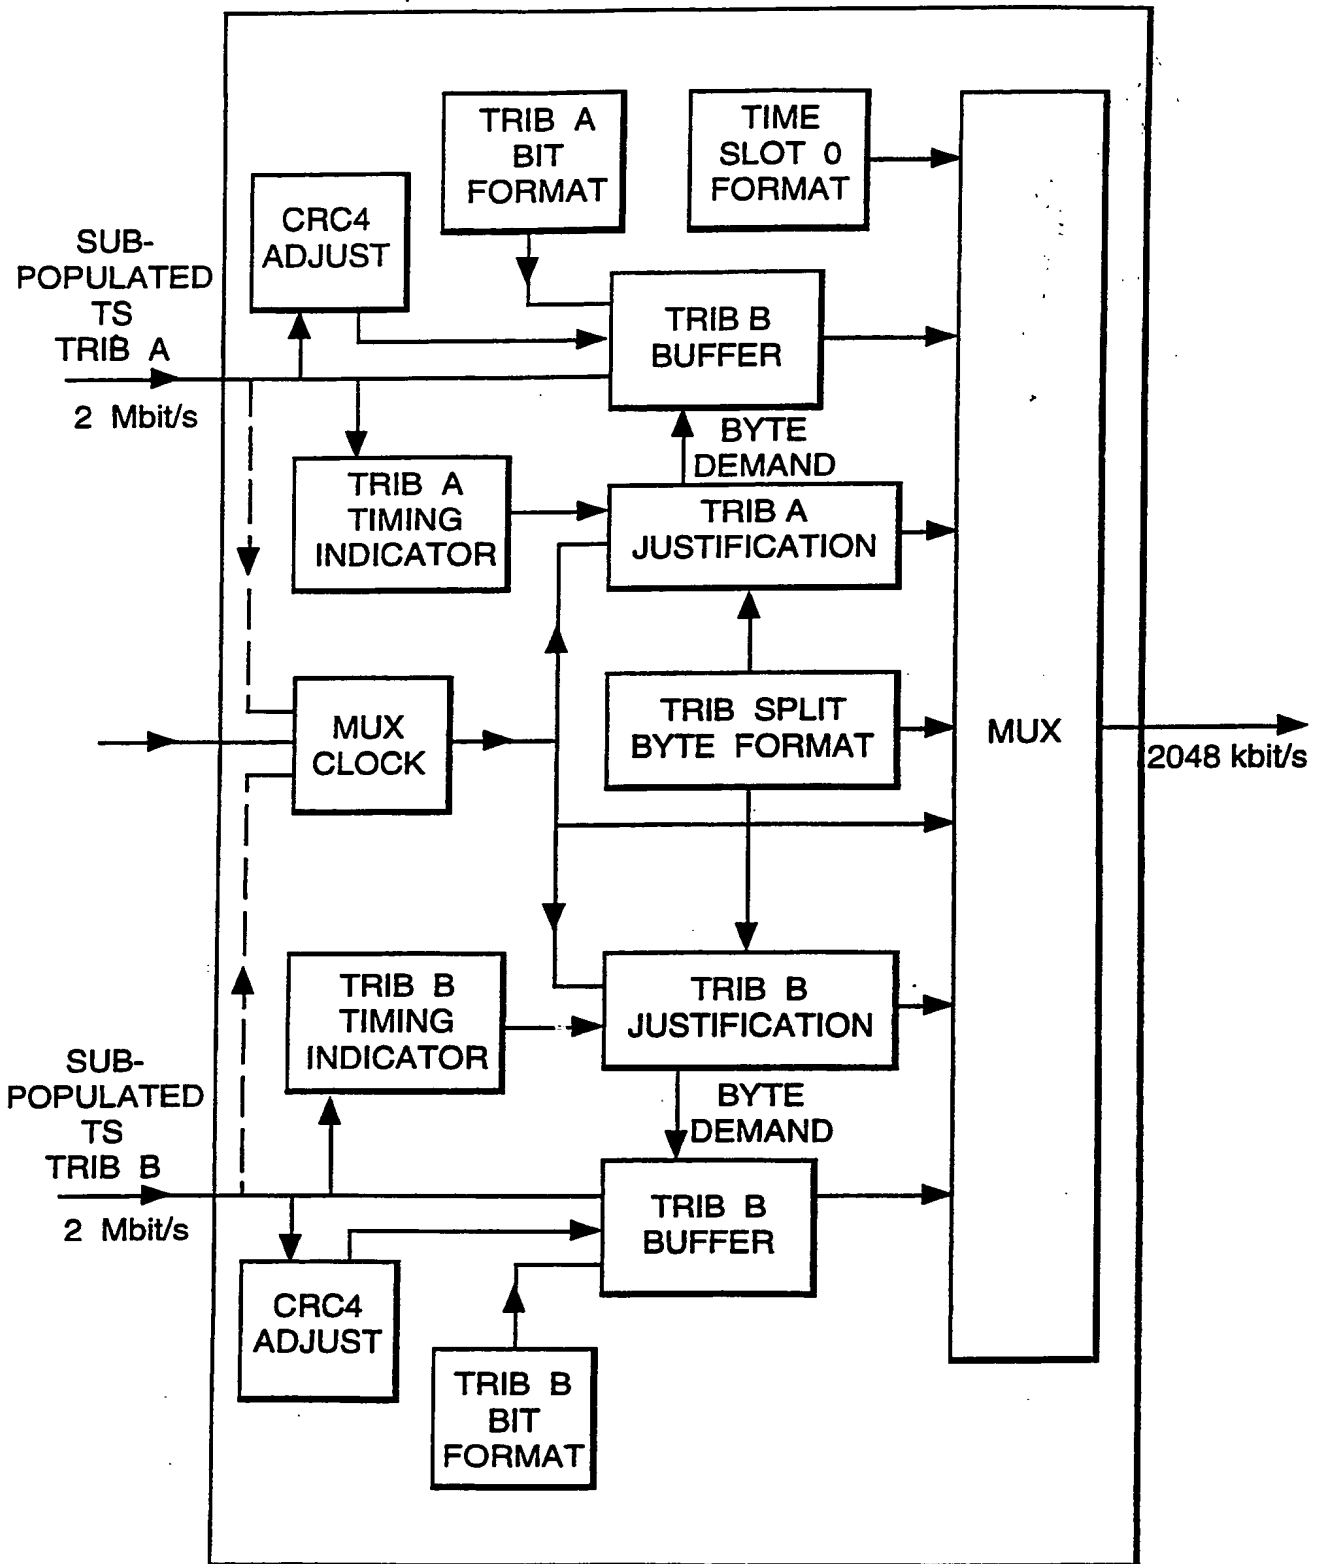 TRIB A
BIT
FORMAT
TIME
SLOT 0
FORMAT
CRC4
ADJUST
SUB-
POPULATED
TS
TRIB A
2 Mbit/s
TRIB B
BUFFER
BYTE
DEMAND
TRIB A
TIMING
INDICATOR
TRIB A
JUSTIFICATION
MUX
CLOCK
TRIB SPLIT
BYTE FORMAT
MUX
2048 kbit/s
TRIB B
TIMING
INDICATOR
TRIB B
JUSTIFICATION
SUB-
POPULATED
TS
TRIB B
2 Mbit/s
BYTE
DEMAND
TRIB B
BUFFER
CRC4
ADJUST
TRIB B
BIT
FORMAT